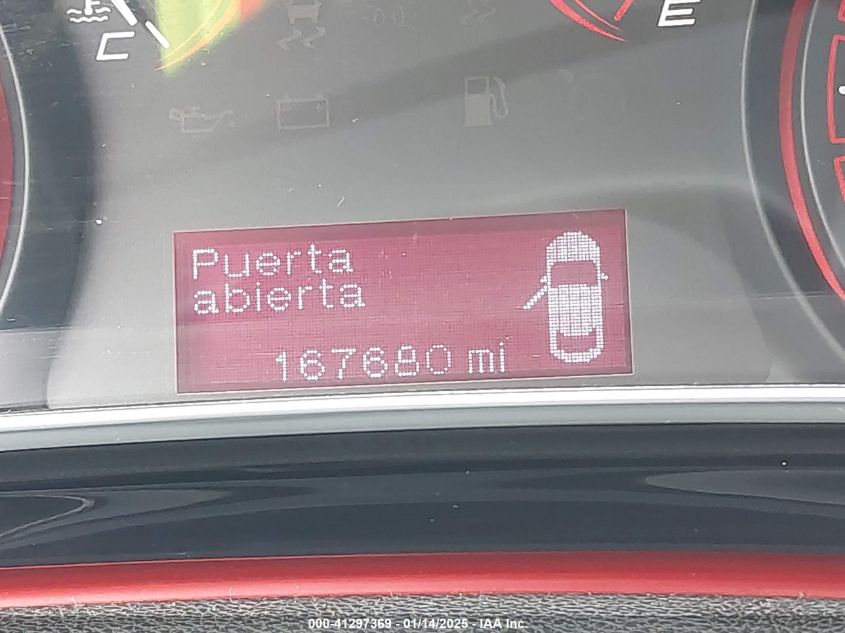 C
E
Puerta
abierta
167680 mi
000-41297369 - 01/14/2025 - IAA Inc.